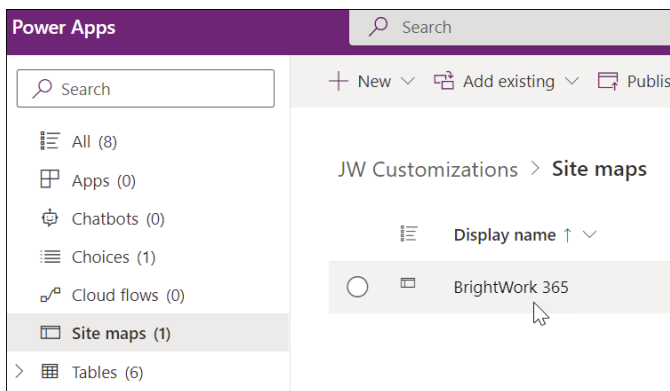 Power Apps
Search
Search
New
Add existing
Publis
All (8)
Apps (0)
Chatbots (0)
Choices (1)
Cloud flows (0)
Site maps (1)
Tables (6)
JW Customizations > Site maps
Display name ↑
BrightWork 365